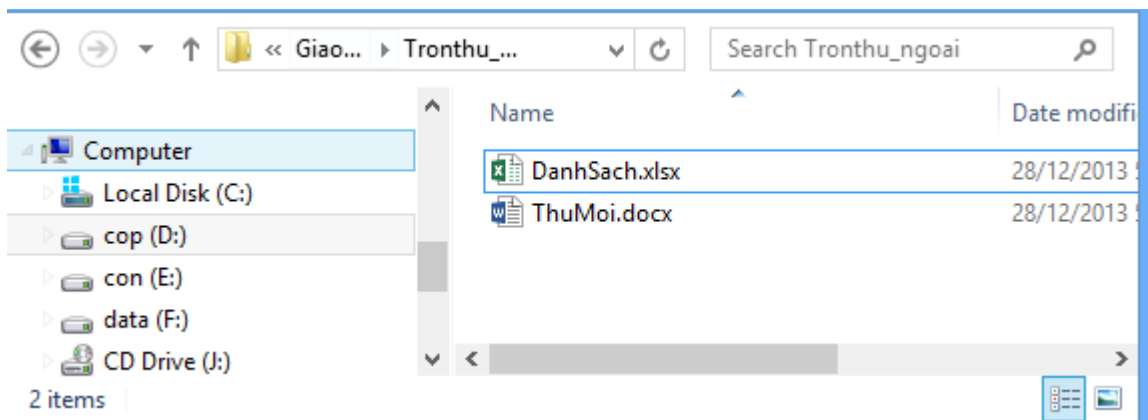 « Giao... Tronthu_... Search Tronthu_ngoai
Name Date modifi
Computer
DanhSach.xlsx 28/12/2013
Local Disk (C:)
ThuMoi.docx 28/12/2013
cop (D:)
con (E:)
data (F:)
CD Drive (J:)
2 items